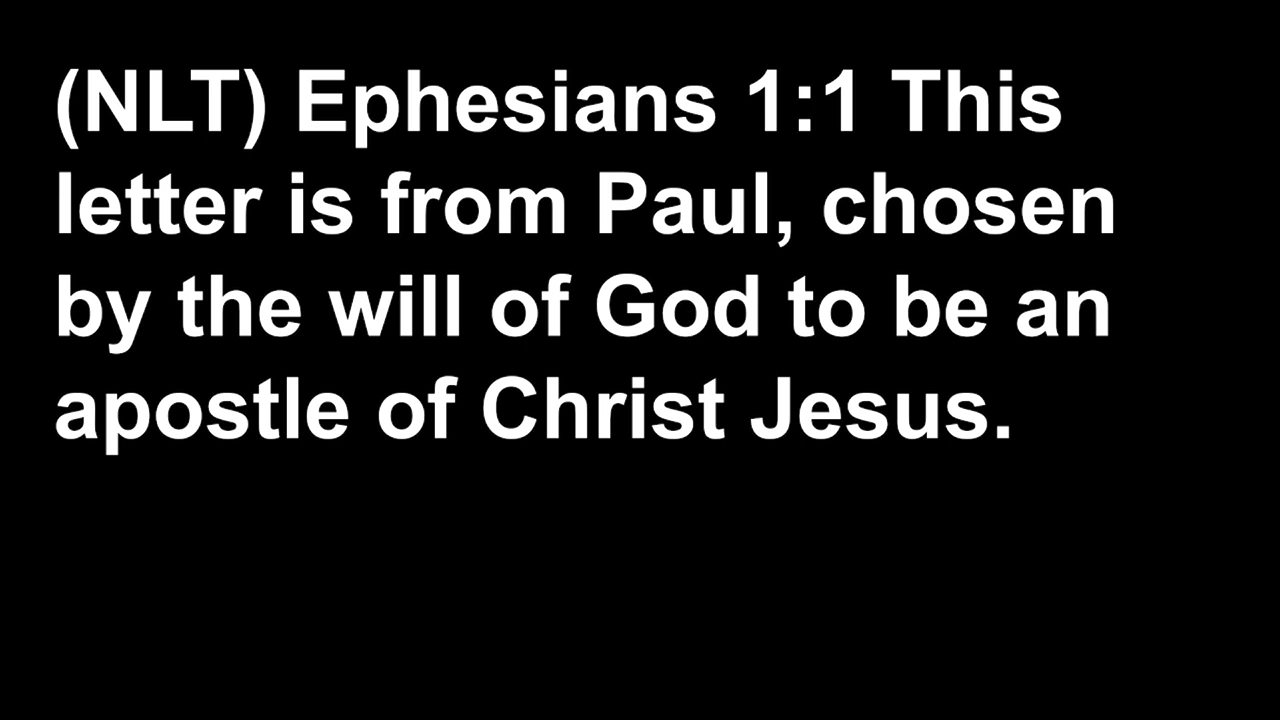 (NLT) Ephesians 1:1 This
letter is from Paul, chosen
by the will of God to be an
apostle of Christ Jesus.